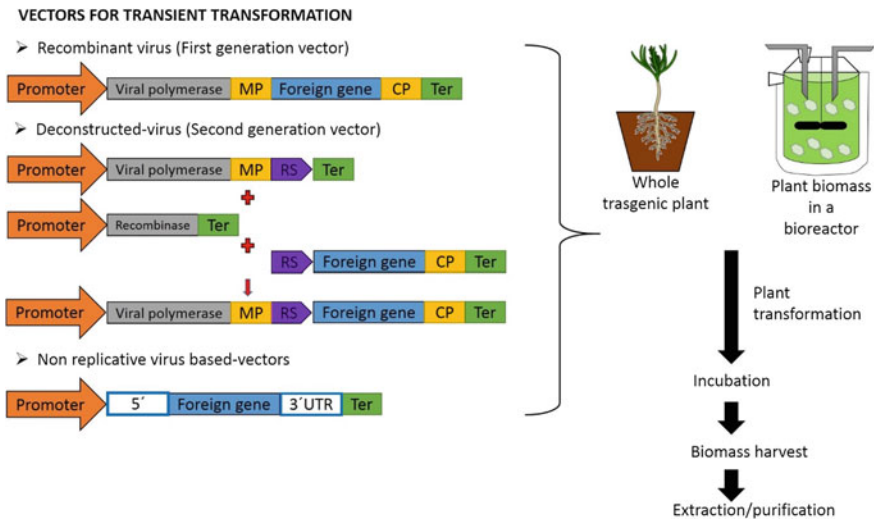 VECTORS FOR TRANSIENT TRANSFORMATION
➢ Recombinant virus (First generation vector)
Promoter Viral polymerase MP Foreign gene CP Ter
➢ Deconstructed-virus (Second generation vector)
Promoter Viral polymerase MP RS Ter
Promoter Recombinase Ter
RS Foreign gene CP Ter
Promoter Viral polymerase MP RS Foreign gene CP Ter
➢ Non replicative virus based-vectors
Promoter 5´ Foreign gene 3´UTR Ter
Whole
trasgenic plant
Plant biomass
in a
bioreactor
Plant
transformation
Incubation
Biomass harvest
Extraction/purification